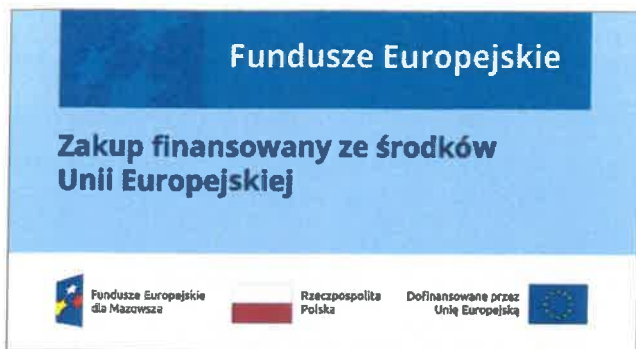 Fundusze Europejskie
Zakup finansowany ze środków
Unii Europejskiej
Fundusze Europejskie
dla Mazowsza
Rzeczpospolita
Polska
Dofinansowane przez
Unię Europejską